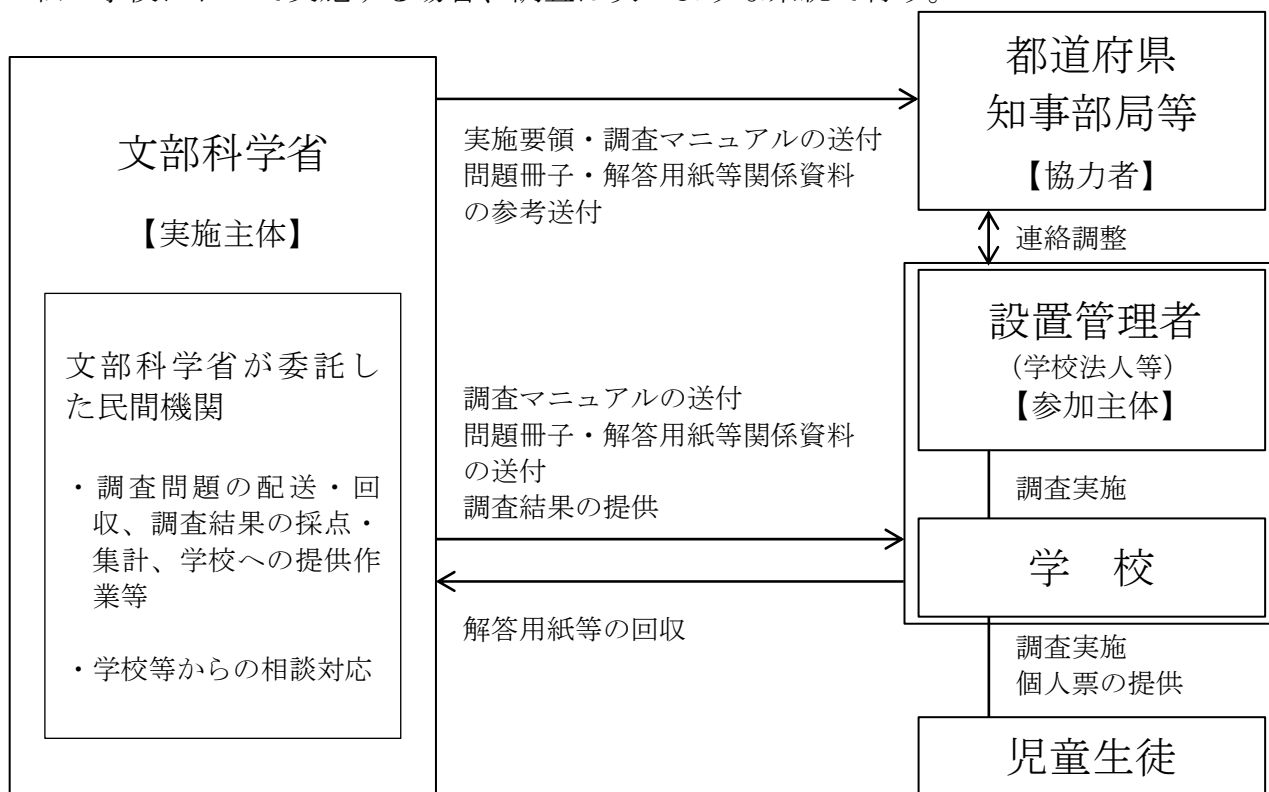 文部科学省
【実施主体】
文部科学省が委託し
た民間機関
・調査問題の配送・回
収、調査結果の採点・
集計、学校への提供作
業等
・学校等からの相談対応
実施要領・調査マニュアルの送付
問題冊子・解答用紙等関係資料
の参考送付
調査マニュアルの送付
問題冊子・解答用紙等関係資料
の送付
調査結果の提供
解答用紙等の回収
都道府県
知事部局等
【協力者】
連絡調整
設置管理者
(学校法人等)
【参加主体】
調査実施
学　校
調査実施
個人票の提供
児童生徒